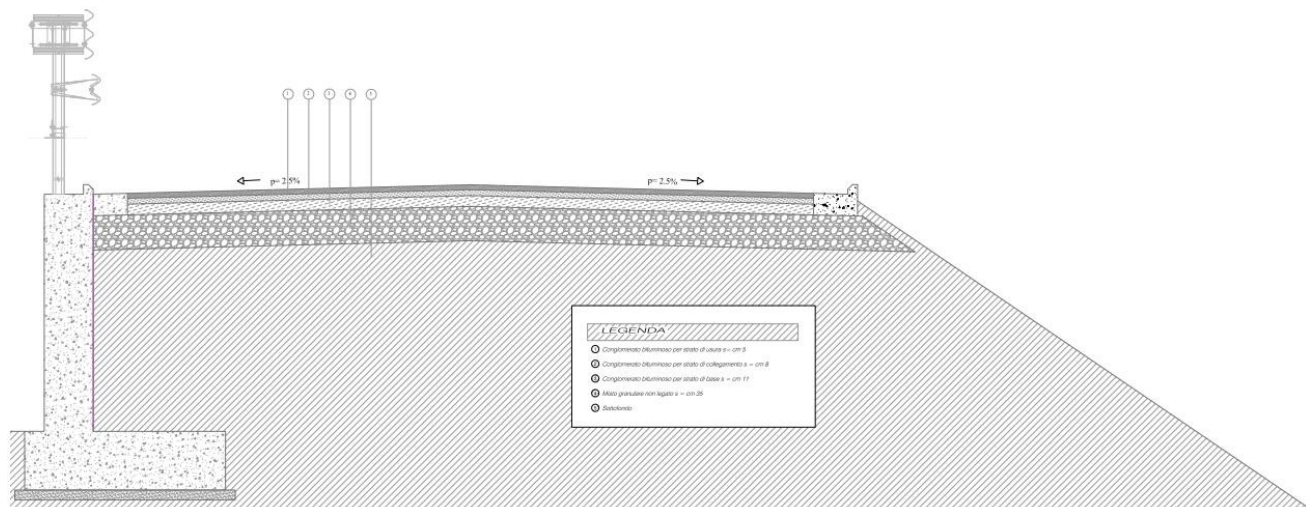 1 2 3 4 5
p= 2.5% p= 2.5%
LEGENDA
1 Conglomerato bituminoso per strato di usura s= cm 5
2 Conglomerato bituminoso per strato di collegamento s = cm 8
3 Conglomerato bituminoso per strato di base s = cm 11
4 Misto granulare non legato s = cm 35
5 Sottofondo